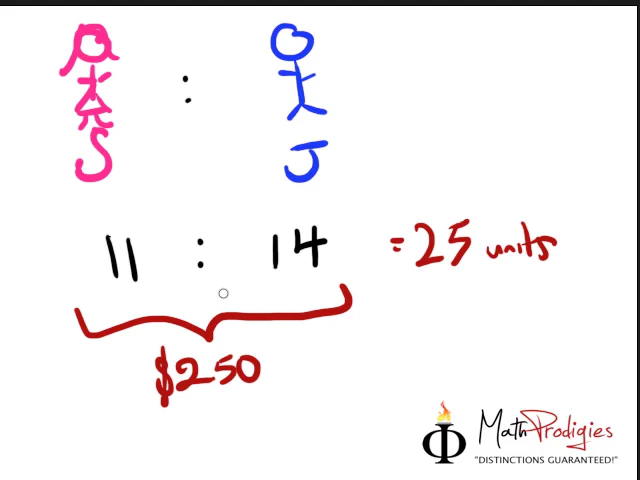 :
S J
11 : 14 = 25 units
$250
Φ Math Prodigies
"DISTINCTIONS GUARANTEED!"